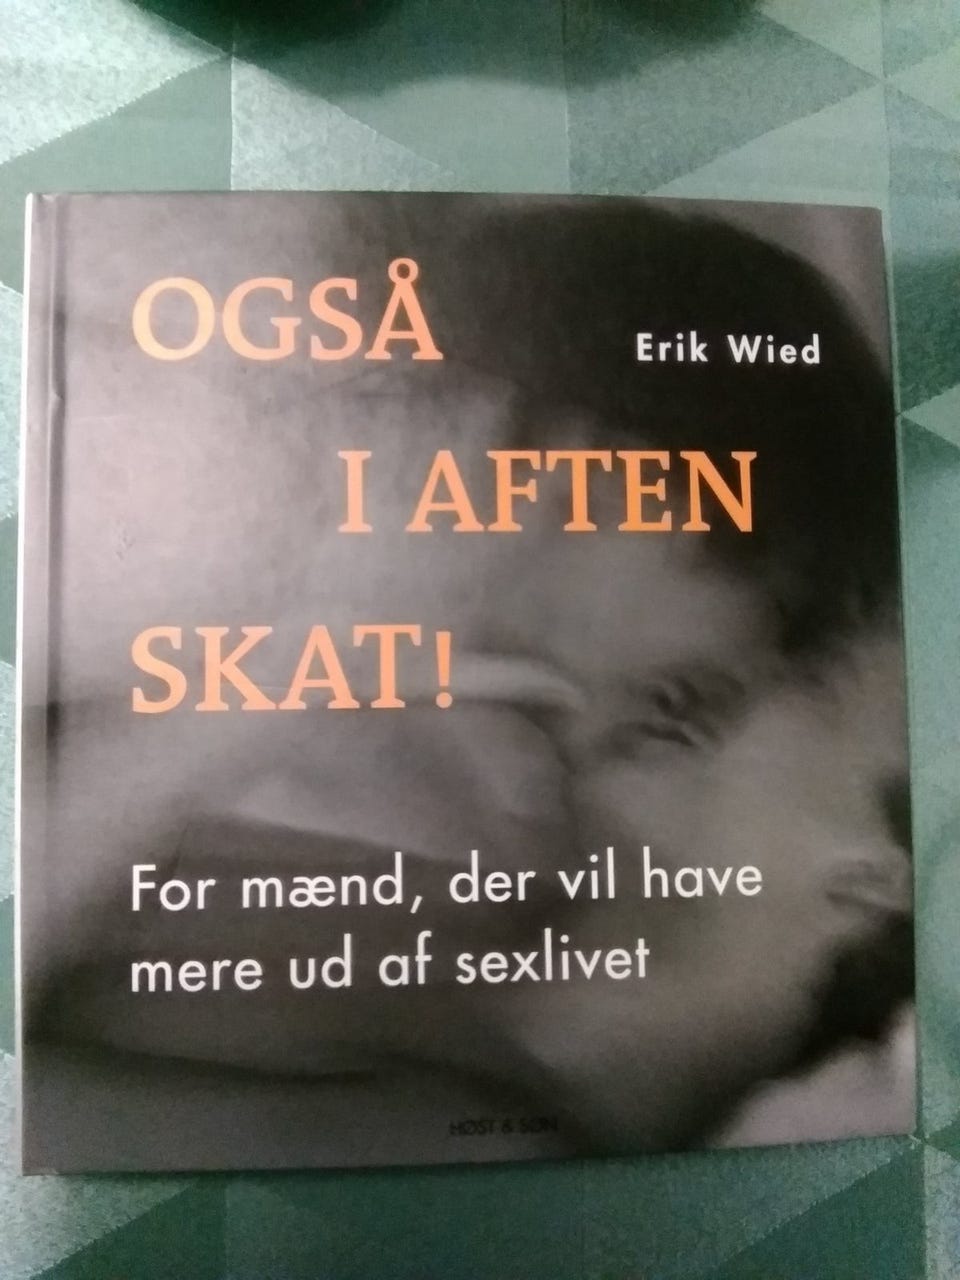 OGSÅ
Erik Wied
I AFTEN
SKAT!
For mænd, der vil have
mere ud af sexlivet
HØST & SØN